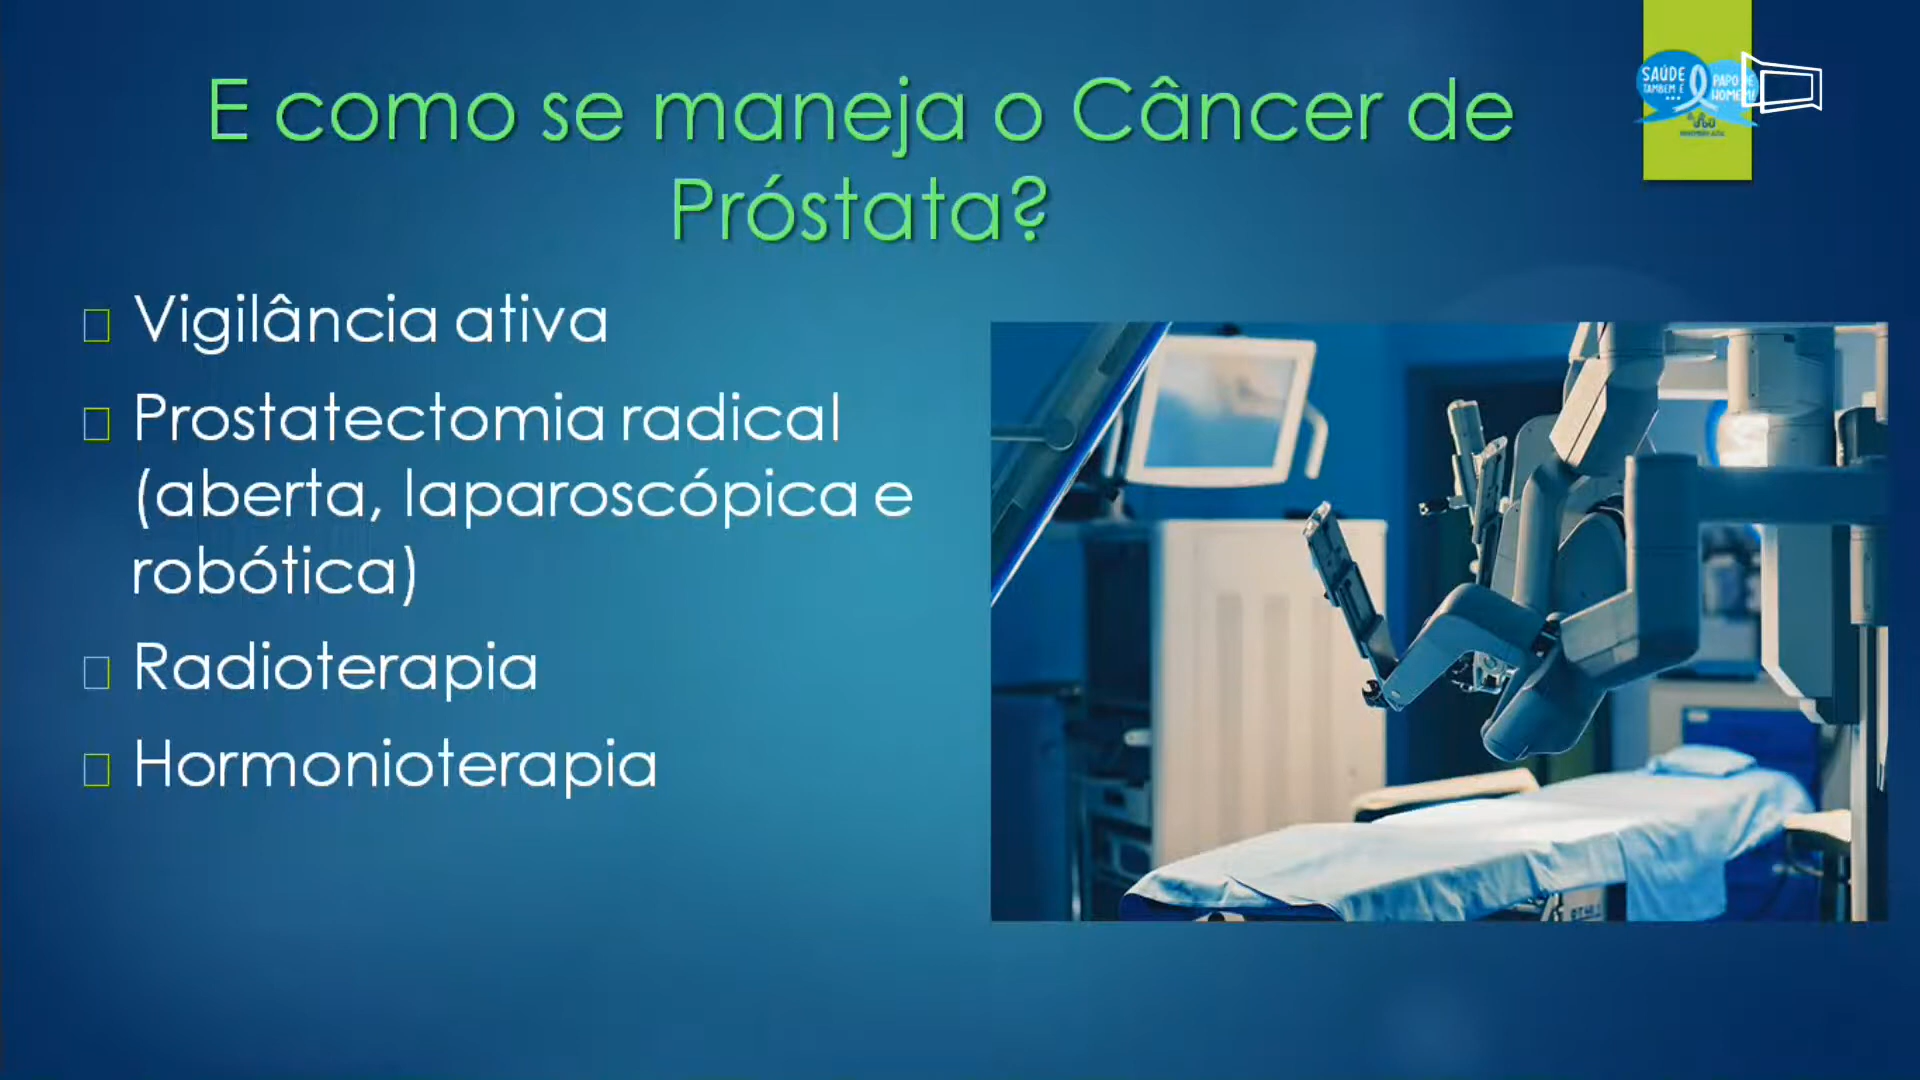 E como se maneja o Câncer de
Próstata?
SAÚDE
TAMBÉM É
...
PAPO DE
HOMEM!
Vigilância ativa
Prostatectomia radical
(aberta, laparoscópica e
robótica)
Radioterapia
Hormonioterapia